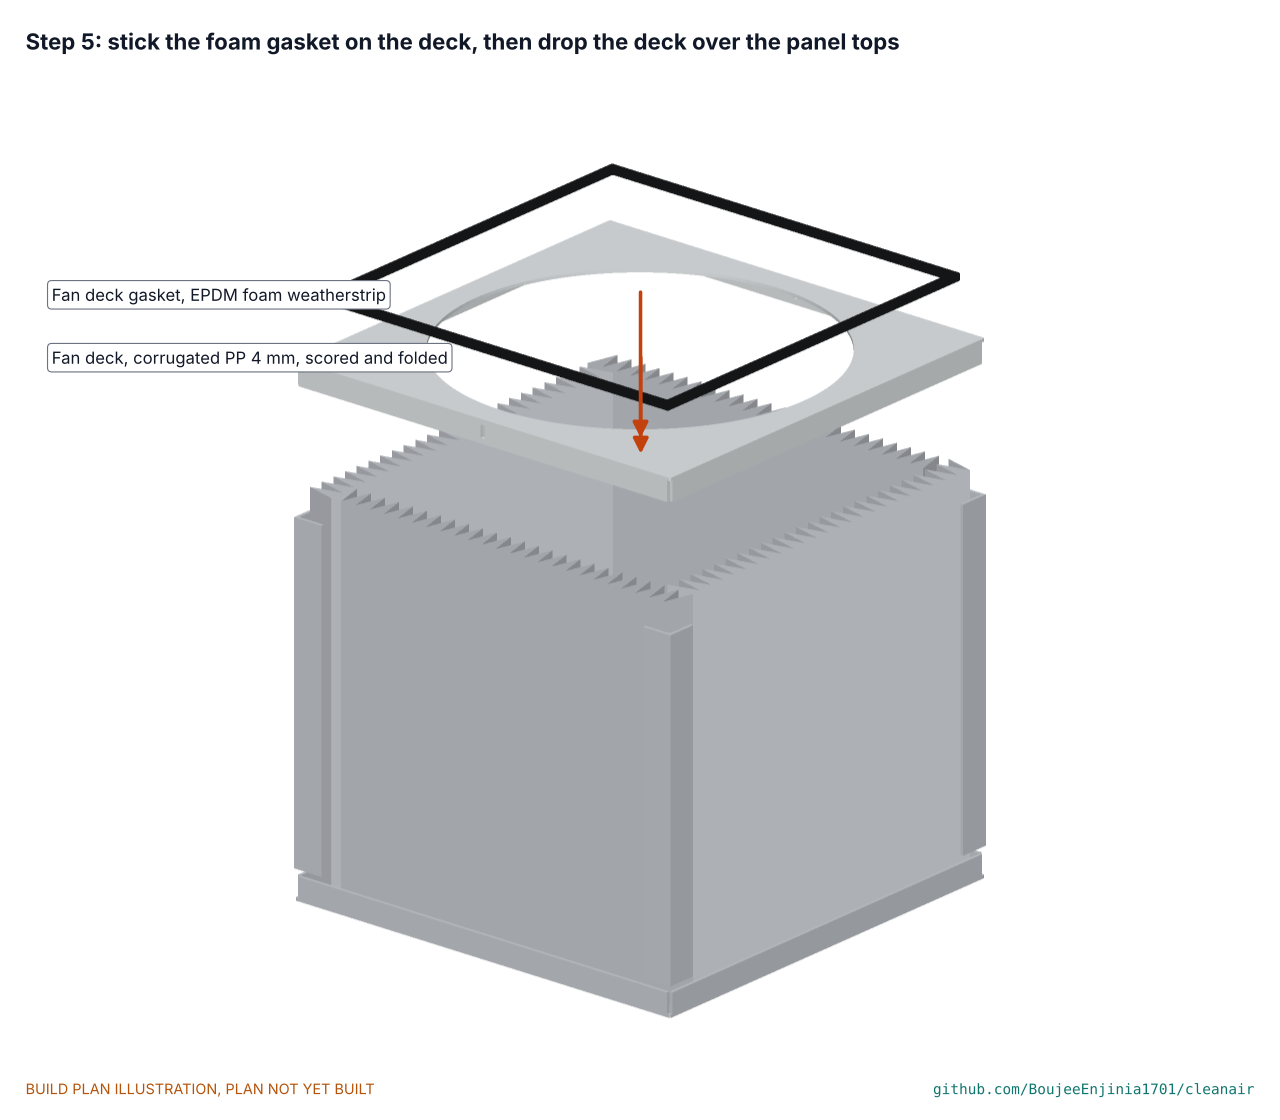 Step 5: stick the foam gasket on the deck, then drop the deck over the panel tops
Fan deck gasket, EPDM foam weatherstrip
Fan deck, corrugated PP 4 mm, scored and folded
BUILD PLAN ILLUSTRATION, PLAN NOT YET BUILT
github.com/BoujeeEnjinia1701/cleanair